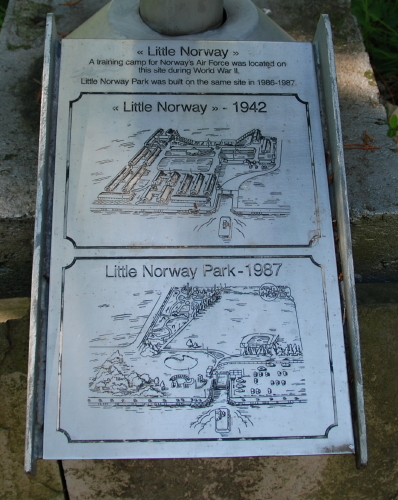 « Little Norway »
A training camp for Norway's Air Force was located on
this site during World War II.
Little Norway Park was built on the same site in 1986-1987.
« Little Norway » - 1942
Little Norway Park - 1987